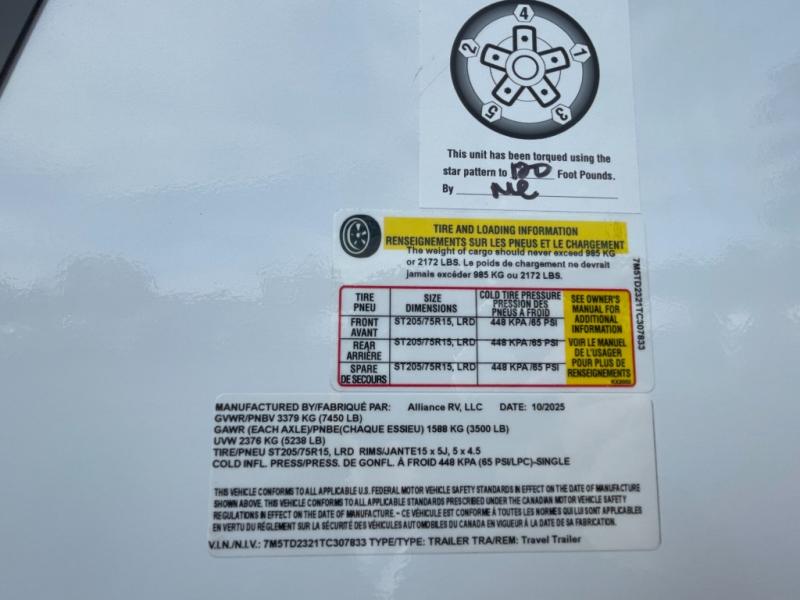 4
2
1
5
3
This unit has been torqued using the
star pattern to 120 Foot Pounds.
By
TIRE AND LOADING INFORMATION
RENSEIGNEMENTS SUR LES PNEUS ET LE CHARGEMENT
The weight of cargo should never exceed 985 KG
or 2172 LBS. Le poids de chargement ne devrait
jamais excéder 985 KG ou 2172 LBS.
TIRE PNEU SIZE DIMENSIONS COLD TIRE PRESSURE PRESSION DES PNEUS A FROID
FRONT AVANT ST205/75R15, LRD 448 KPA /65 PSI
REAR ARRIÈRE ST205/75R15, LRD 448 KPA /65 PSI
SPARE DE SECOURS ST205/75R15, LRD 448 KPA /65 PSI
SEE OWNER'S
MANUAL FOR
ADDITIONAL
INFORMATION
VOIR LE MANUEL
DE L'USAGER
POUR PLUS DE
RENSEIGNEMENTS
7M5TD2321TC307833
MANUFACTURED BY/FABRIQUÉ PAR: Alliance RV, LLC DATE: 10/2025
GVWR/PNBV 3379 KG (7450 LB)
GAWR (EACH AXLE)/PNBE(CHAQUE ESSIEU) 1588 KG (3500 LB)
UVW 2376 KG (5238 LB)
TIRE/PNEU ST205/75R15, LRD RIMS/JANTE15 x 5J, 5 x 4.5
COLD INFL. PRESS/PRESS. DE GONFL. À FROID 448 KPA (65 PSI/LPC)-SINGLE
THIS VEHICLE CONFORMS TO ALL APPLICABLE U.S. FEDERAL MOTOR VEHICLE SAFETY STANDARDS IN EFFECT ON THE DATE OF MANUFACTURE
SHOWN ABOVE. THIS VEHICLE CONFORMS TO ALL APPLICABLE STANDARDS PRESCRIBED UNDER THE CANADIAN MOTOR VEHICLE SAFETY
REGULATIONS IN EFFECT ON THE DATE OF MANUFACTURE. - CE VÉHICULE EST CONFORME À TOUTES LES NORMES QUI LUI SONT APPLICABLES
EN VERTU DU RÈGLEMENT SUR LA SÉCURITÉ DES VÉHICULES AUTOMOBILES DU CANADA EN VIGUEUR À LA DATE DE SA FABRICATION.
V.I.N./N.I.V.: 7M5TD2321TC307833 TYPE/TYPE: TRAILER TRA/REM: Travel Trailer